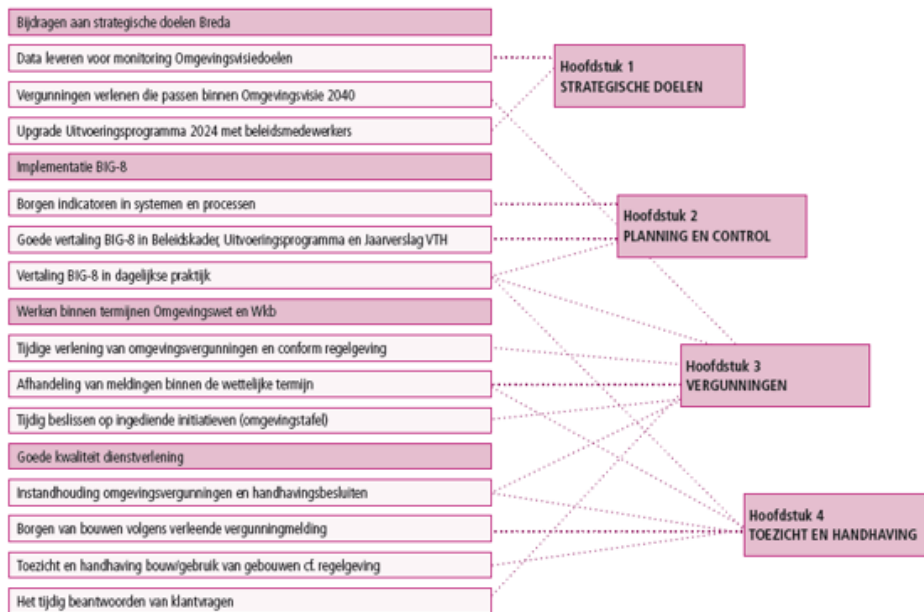 Bijdragen aan strategische doelen Breda
Data leveren voor monitoring Omgevingsvisiedoelen
Vergunningen verlenen die passen binnen Omgevingsvisie 2040
Upgrade Uitvoeringsprogramma 2024 met beleidsmedewerkers
Implementatie BIG-8
Borgen indicatoren in systemen en processen
Goede vertaling BIG-8 in Beleidskader, Uitvoeringsprogramma en Jaarverslag VTH
Vertaling BIG-8 in dagelijkse praktijk
Werken binnen termijnen Omgevingswet en Wkb
Tijdige verlening van omgevingsvergunningen en conform regelgeving
Afhandeling van meldingen binnen de wettelijke termijn
Tijdig beslissen op ingediende initiatieven (omgevingstafel)
Goede kwaliteit dienstverlening
Instandhouding omgevingsvergunningen en handhavingsbesluiten
Borgen van bouwen volgens verleende vergunningmelding
Toezicht en handhaving bouw/gebruik van gebouwen cf. regelgeving
Het tijdig beantwoorden van klantvragen
Hoofdstuk 1
STRATEGISCHE DOELEN
Hoofdstuk 2
PLANNING EN CONTROL
Hoofdstuk 3
VERGUNNINGEN
Hoofdstuk 4
TOEZICHT EN HANDHAVING